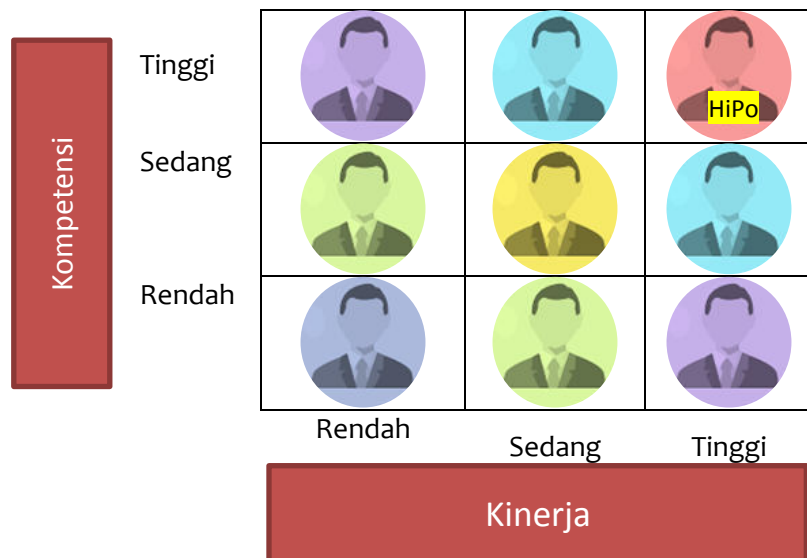 Kompetensi
Tinggi
HiPo
Sedang
Rendah
Rendah
Sedang
Tinggi
Kinerja